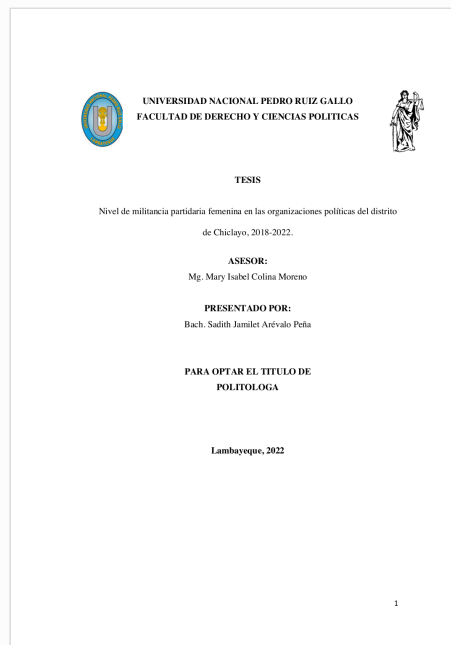 UNIVERSIDAD NACIONAL PEDRO RUIZ GALLO
FACULTAD DE DERECHO Y CIENCIAS POLITICAS
TESIS
Nivel de militancia partidaria femenina en las organizaciones políticas del distrito
de Chiclayo, 2018-2022.
ASESOR:
Mg. Mary Isabel Colina Moreno
PRESENTADO POR:
Bach. Sadith Jamilet Arévalo Peña
PARA OPTAR EL TITULO DE
POLITOLOGA
Lambayeque, 2022
1